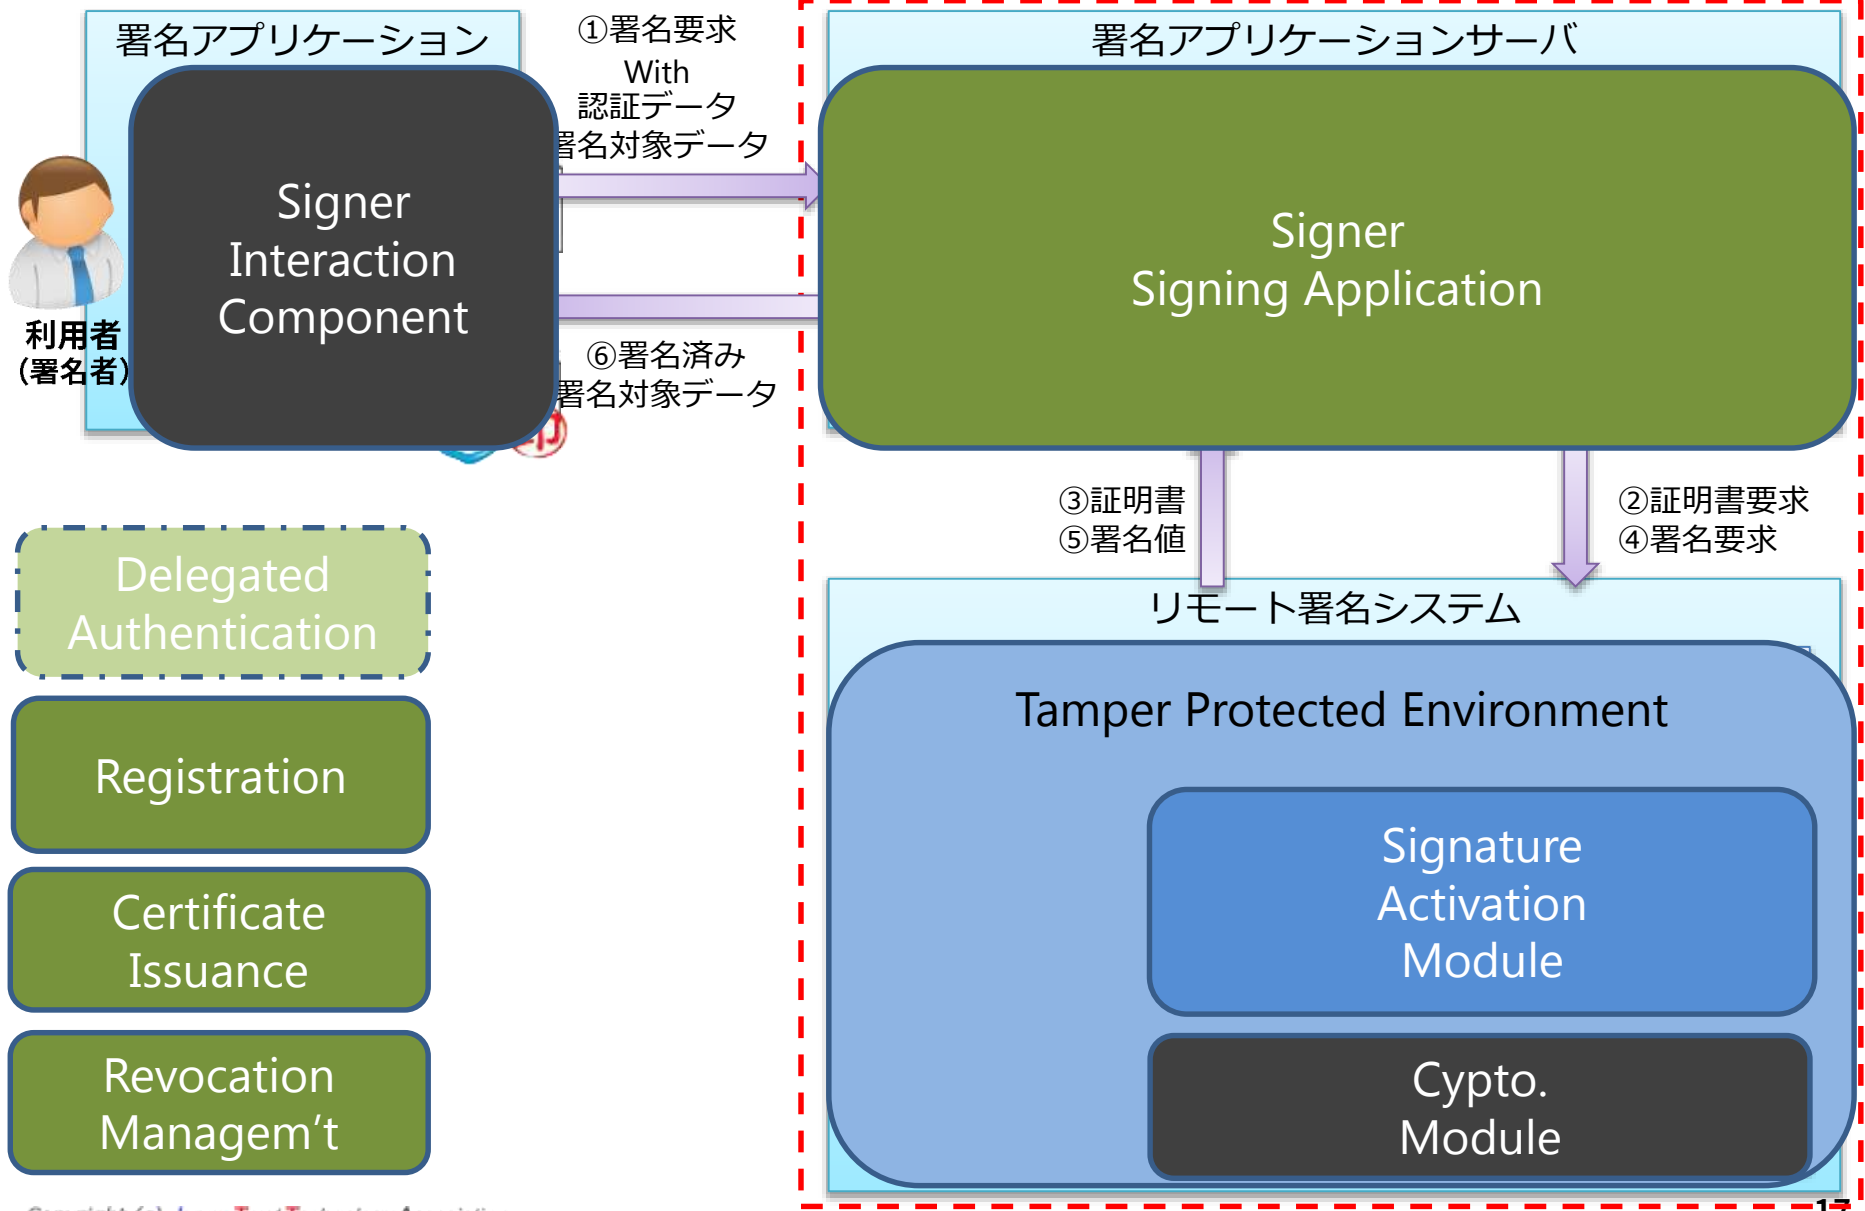 署名アプリケーション
Signer
Interaction
Component
利用者
(署名者)
①署名要求
With
認証データ
署名対象データ
⑥署名済み
署名対象データ
署名アプリケーションサーバ
Signer
Signing Application
③証明書
⑤署名値
②証明書要求
④署名要求
リモート署名システム
Tamper Protected Environment
Signature
Activation
Module
Cypto.
Module
Delegated
Authentication
Registration
Certificate
Issuance
Revocation
Managem’t
17